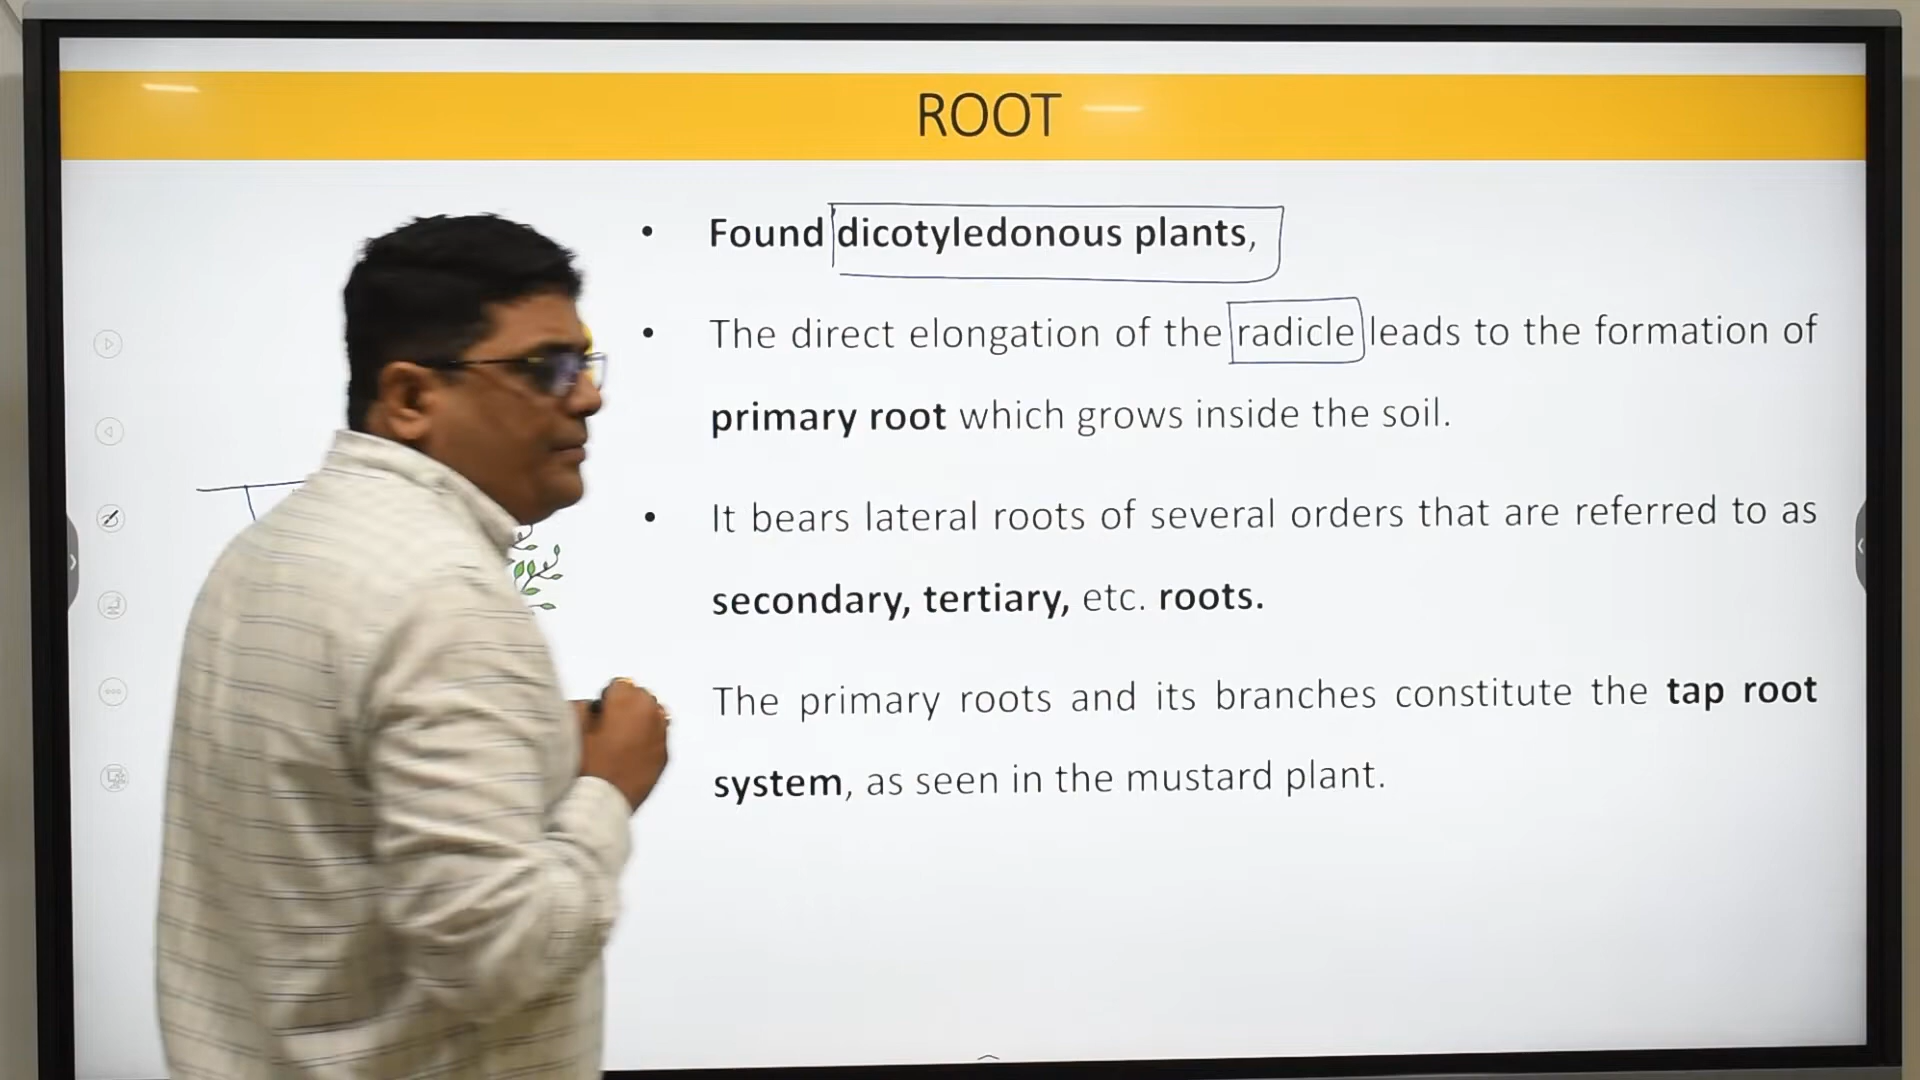 ROOT
• Found dicotyledonous plants,
• The direct elongation of the radicle leads to the formation of
primary root which grows inside the soil.
• It bears lateral roots of several orders that are referred to as
secondary, tertiary, etc. roots.
The primary roots and its branches constitute the tap root
system, as seen in the mustard plant.